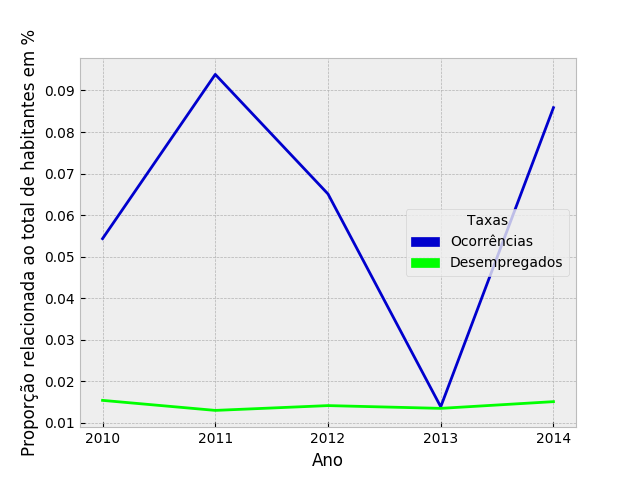 Proporção relacionada ao total de habitantes em %
0.09
0.08
0.07
0.06
0.05
0.04
0.03
0.02
0.01
Taxas
Ocorrências
Desempregados
2010 2011 2012 2013 2014
Ano